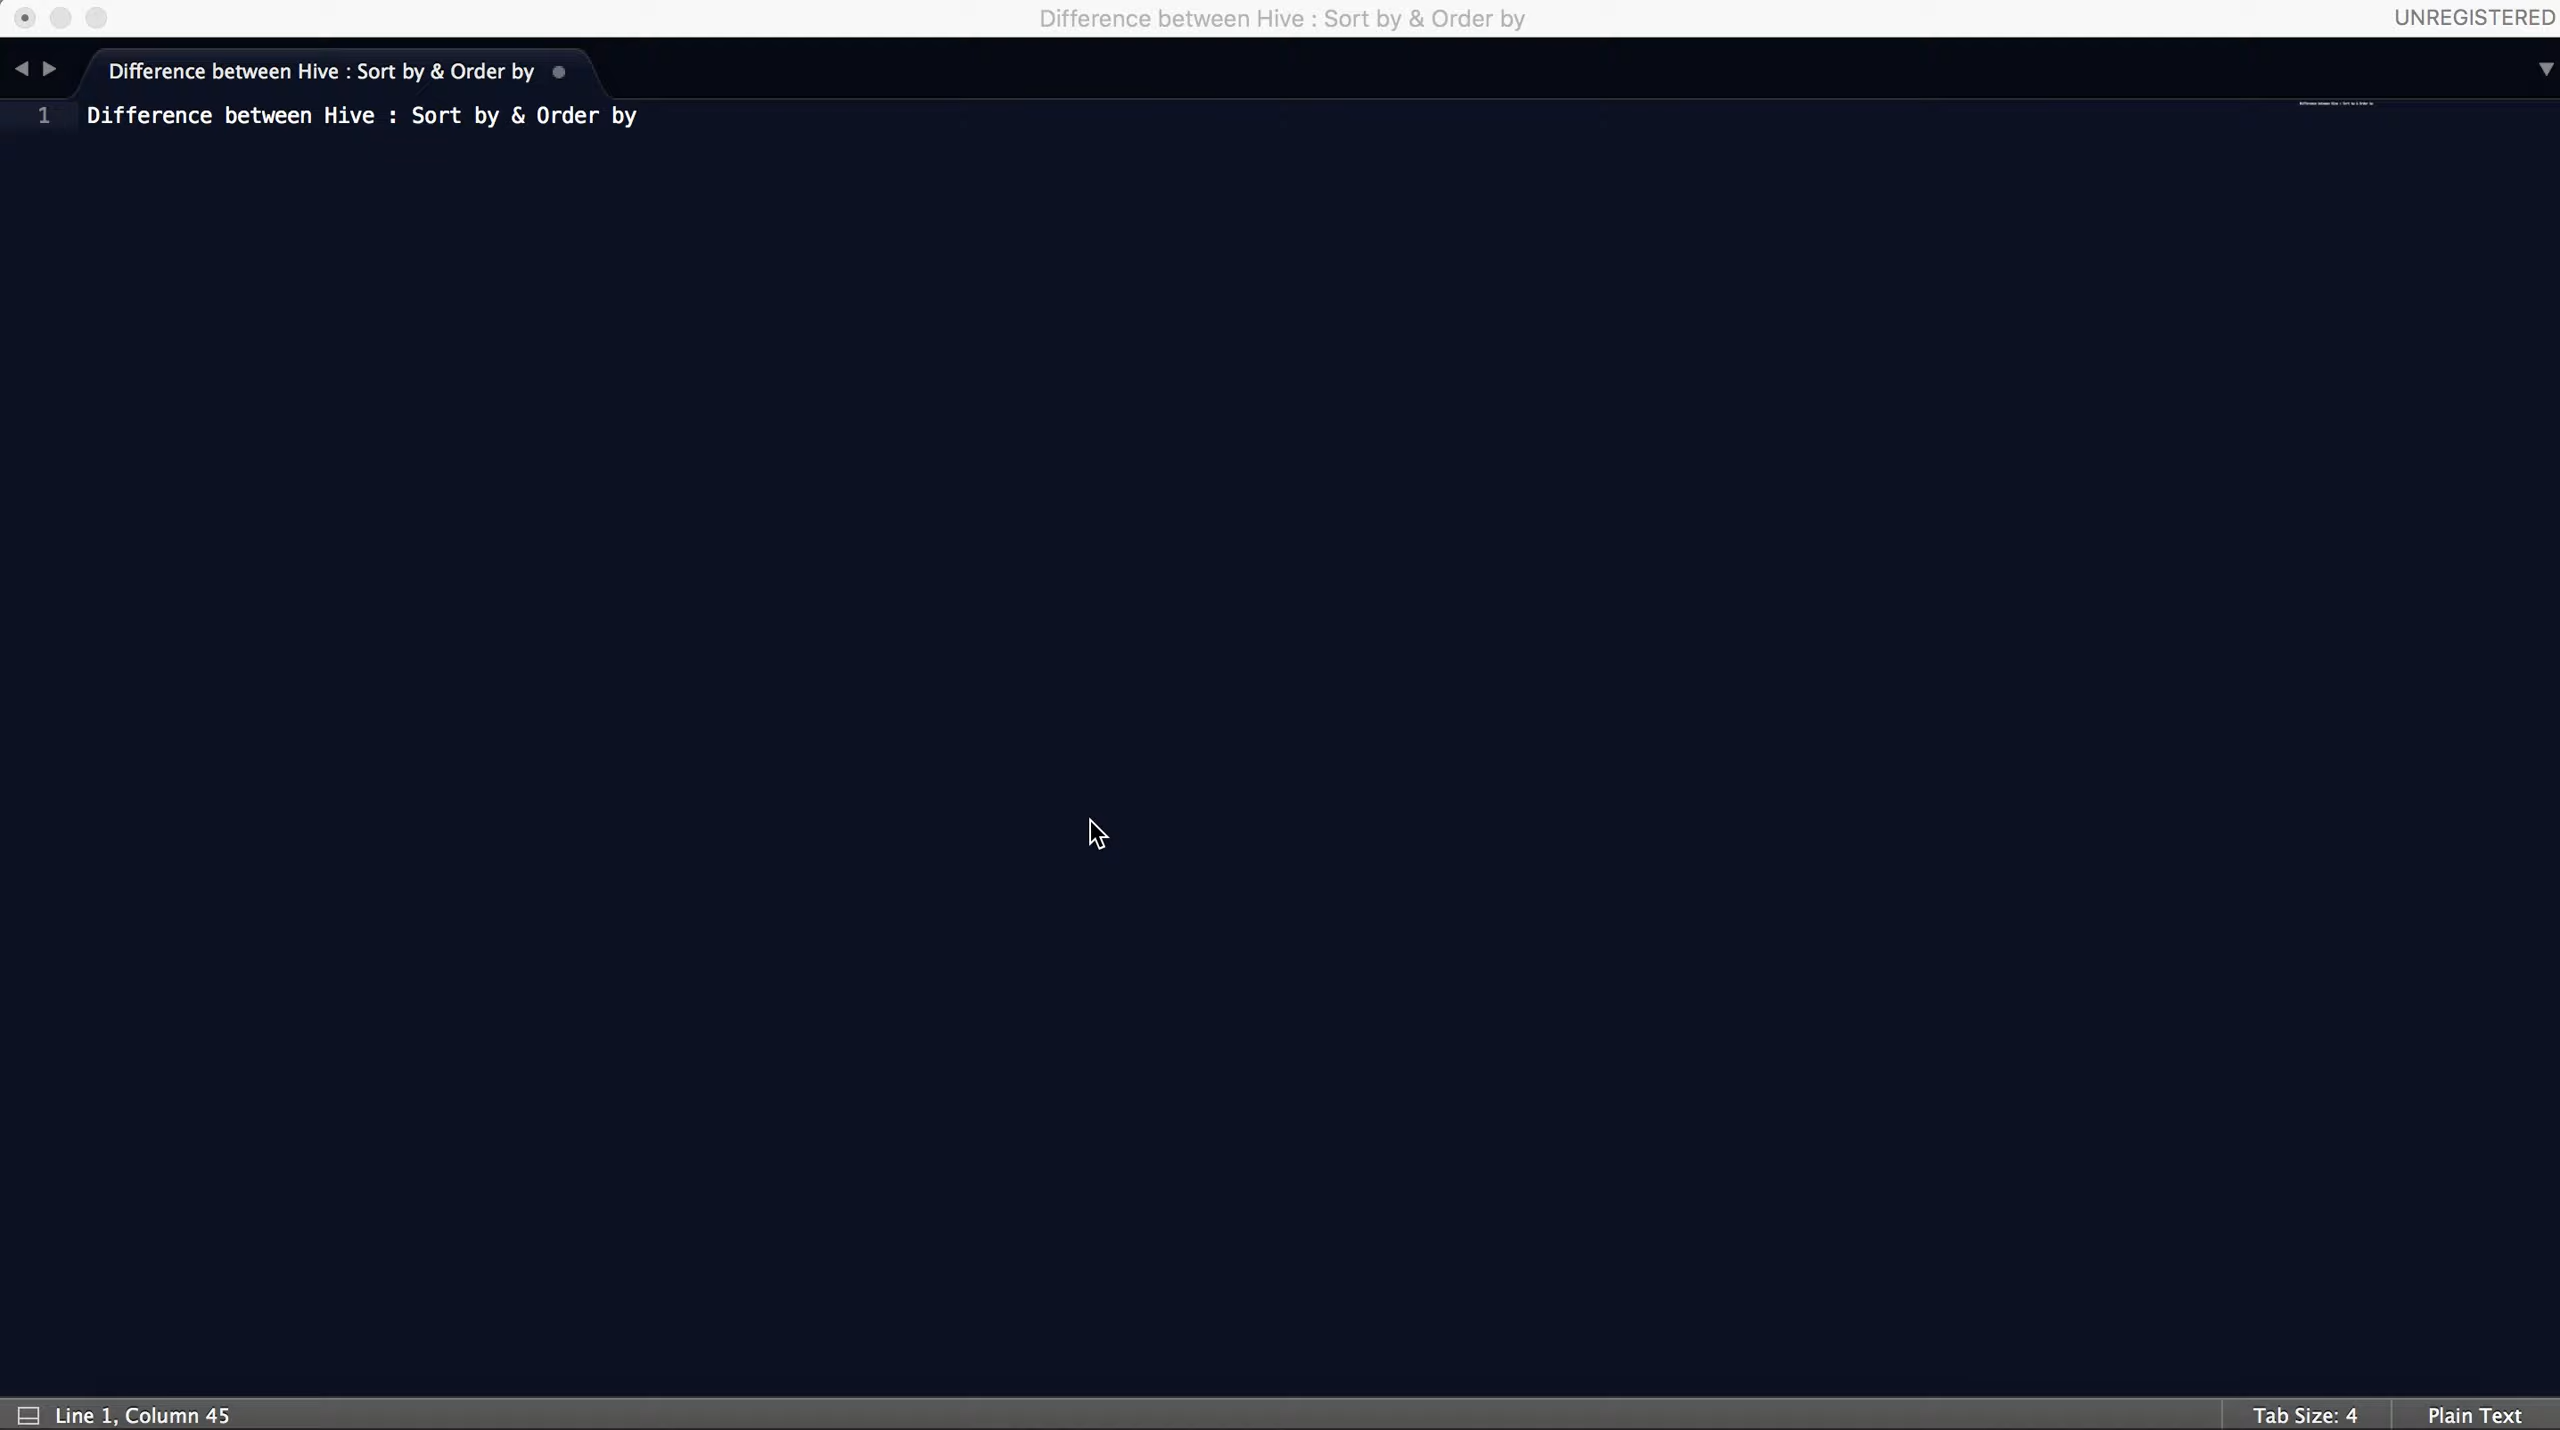 Difference between Hive : Sort by & Order by
UNREGISTERED
Difference between Hive : Sort by & Order by
1 Difference between Hive : Sort by & Order by
Line 1, Column 45
Tab Size: 4
Plain Text